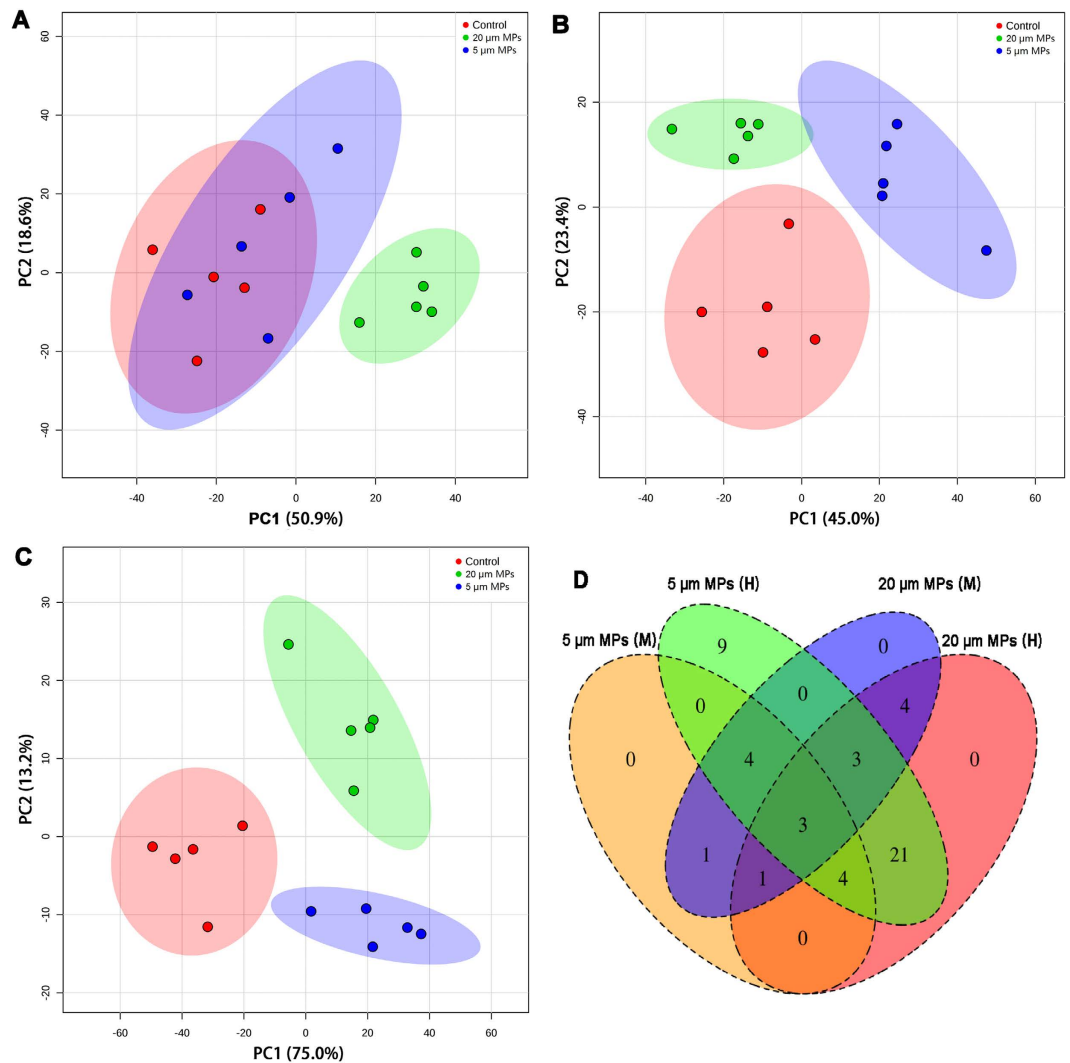 A
Control
20 μm MPs
5 μm MPs
60
40
20
0
-20
-40
PC2 (18.6%)
-40
-20
0
20
40
PC1 (50.9%)
B
Control
20 μm MPs
5 μm MPs
20
0
-20
-40
PC2 (23.4%)
-40
-20
0
20
40
60
PC1 (45.0%)
C
Control
20 μm MPs
5 μm MPs
30
20
10
0
-10
-20
PC2 (13.2%)
-60
-40
-20
0
20
40
60
PC1 (75.0%)
D
5 μm MPs (H)
20 μm MPs (M)
5 μm MPs (M)
20 μm MPs (H)
9
0
0
0
4
0
4
3
0
3
1
21
1
4
0